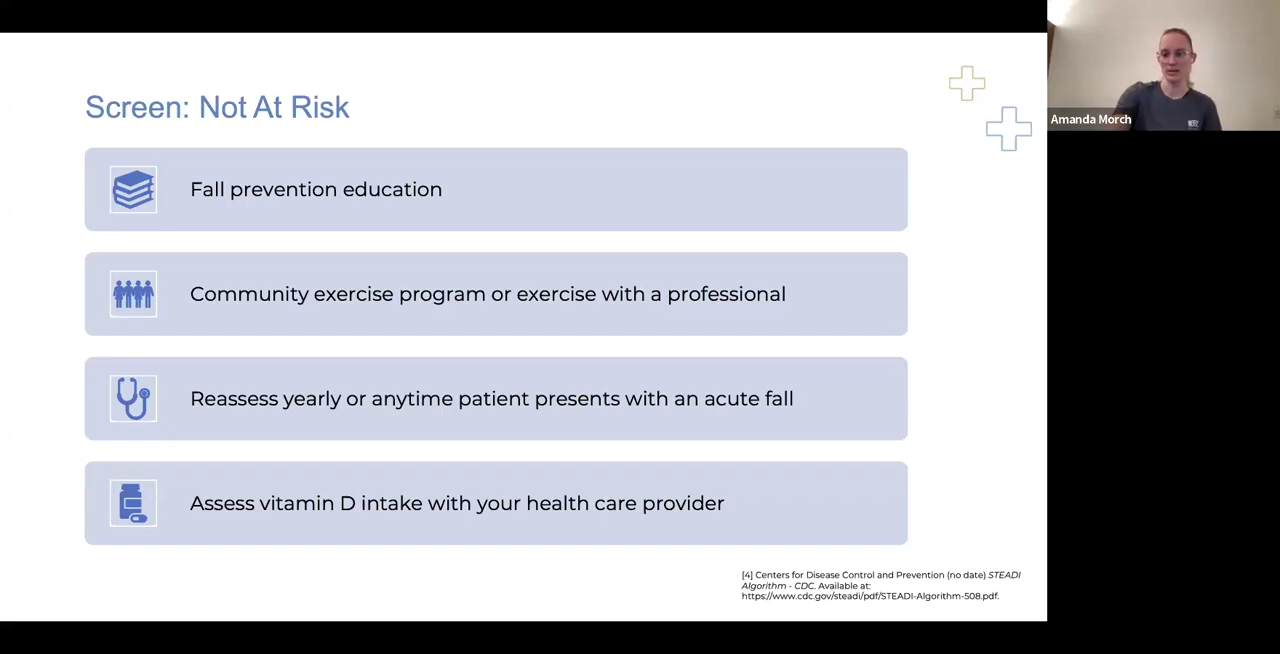 Screen: Not At Risk
Fall prevention education
Community exercise program or exercise with a professional
Reassess yearly or anytime patient presents with an acute fall
Assess vitamin D intake with your health care provider
[4] Centers for Disease Control and Prevention (no date) STEADI
Algorithm - CDC. Available at:
https://www.cdc.gov/steadi/pdf/STEADI-Algorithm-508.pdf.
Amanda Morch